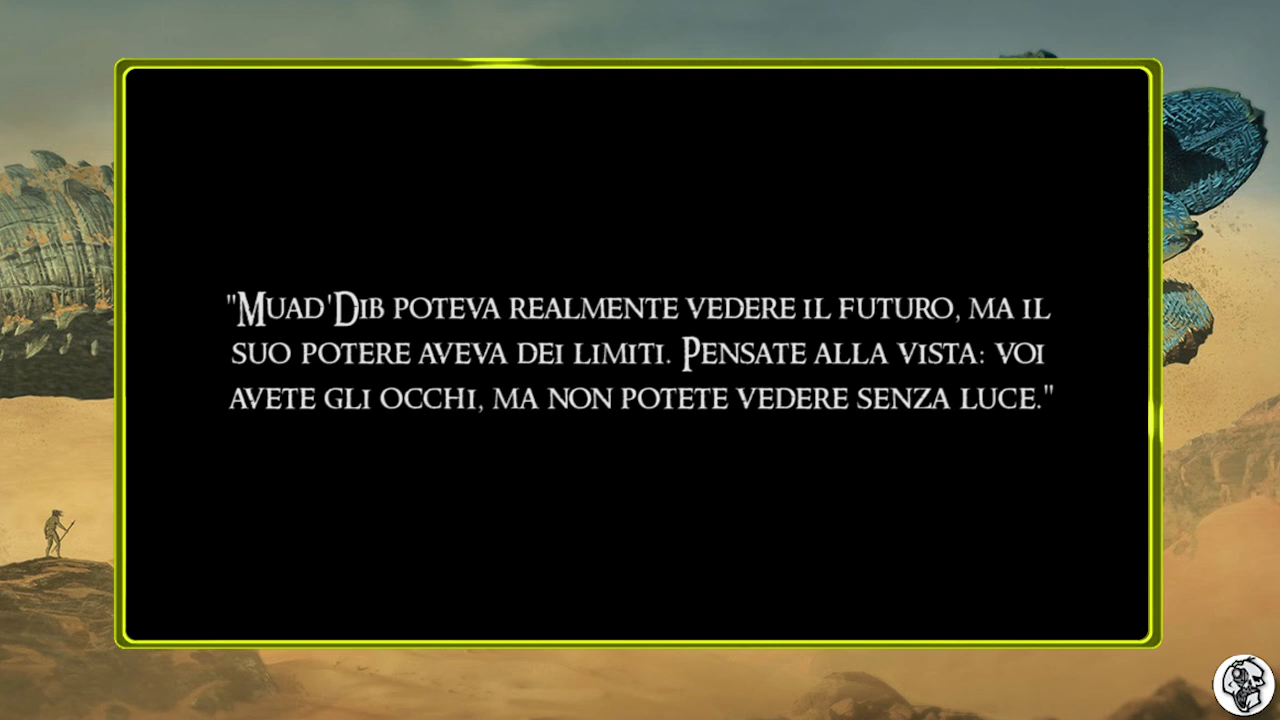 "Muad'Dib poteva realmente vedere il futuro, ma il
suo potere aveva dei limiti. Pensate alla vista: voi
avete gli occhi, ma non potete vedere senza luce."